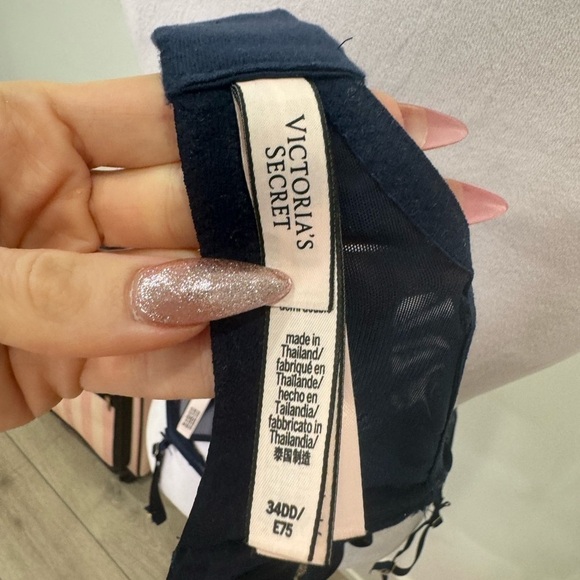 VICTORIA'S
SECRET
made in
Thailand/
fabriqué en
Thaïlande/
hecho en
Tailandia/
fabbricato in
Thailandia/
泰国制造
34DD/
E75